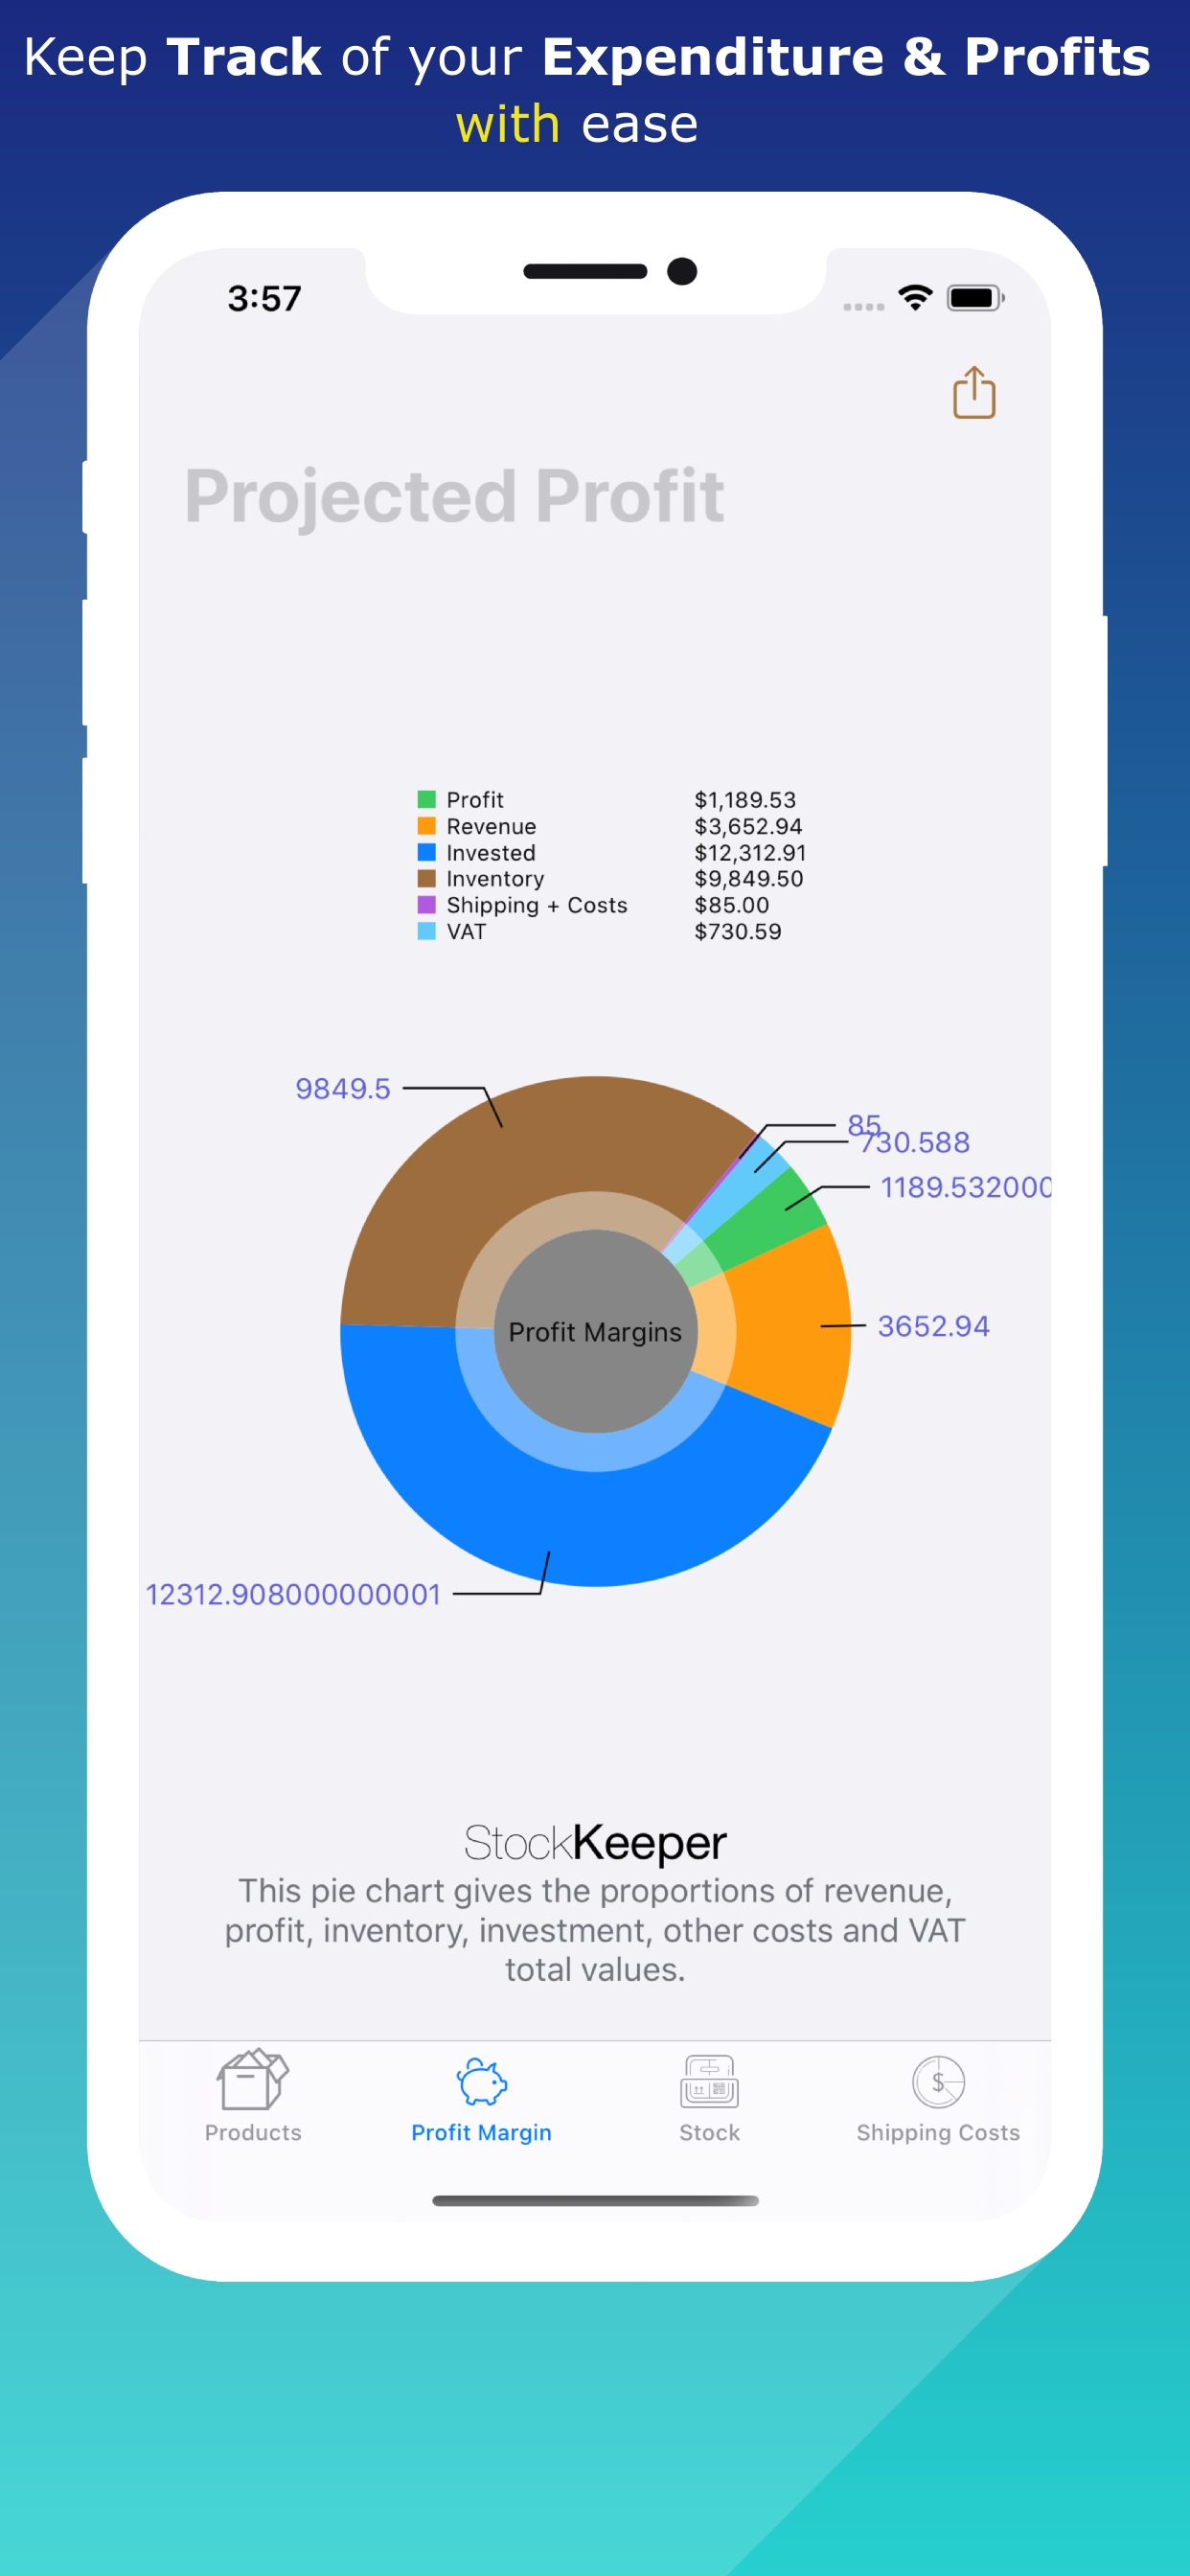 Keep Track of your Expenditure & Profits
with ease
3:57
Projected Profit
Profit $1,189.53
Revenue $3,652.94
Invested $12,312.91
Inventory $9,849.50
Shipping + Costs $85.00
VAT $730.59
9849.5
85
730.588
1189.532000
3652.94
Profit Margins
12312.908000000001
StockKeeper
This pie chart gives the proportions of revenue,
profit, inventory, investment, other costs and VAT
total values.
Products Profit Margin Stock Shipping Costs